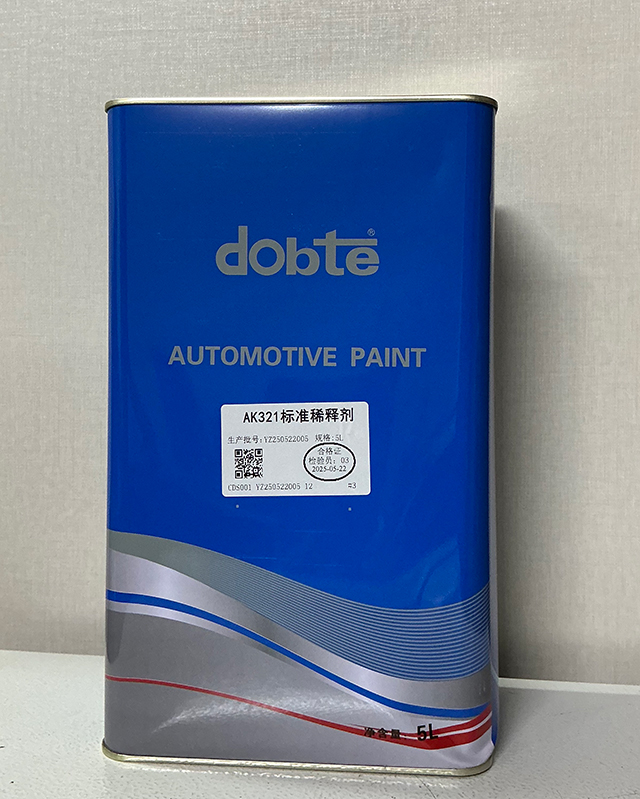 dobte®
AUTOMOTIVE PAINT
AK321标准稀释剂
生产批号:YZ250522005 规格:5L
合格证
检验员: 03
2025-05-22
CDS001 YZ250522005 12 #3
净含量: 5L